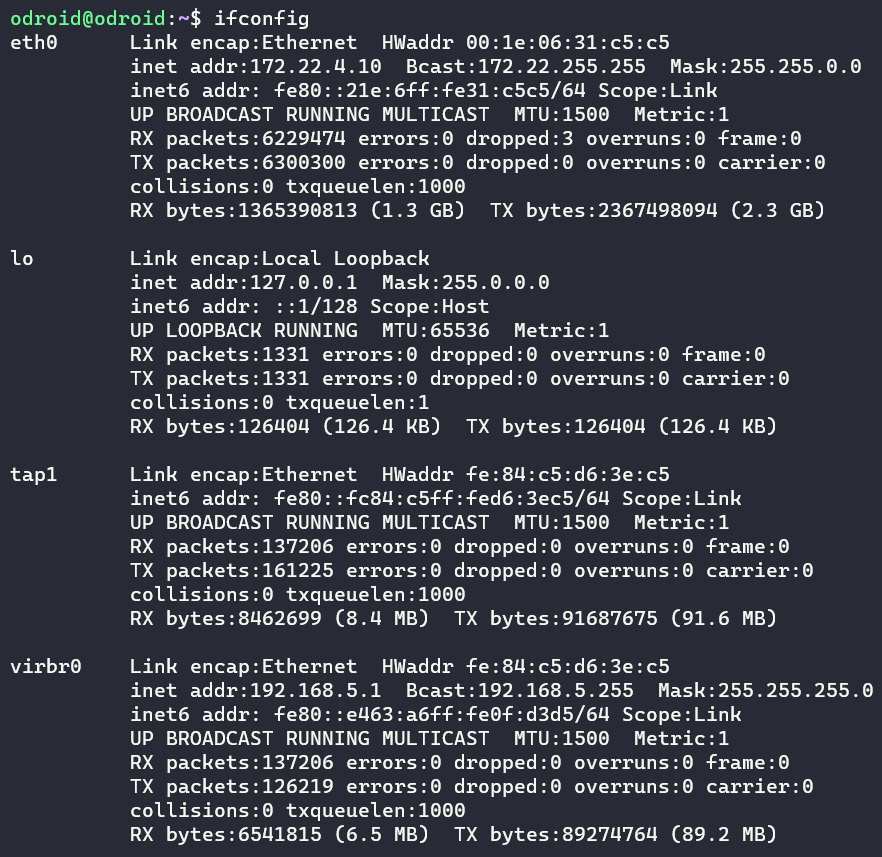 odroid@odroid:~$ ifconfig
eth0      Link encap:Ethernet  HWaddr 00:1e:06:31:c5:c5
          inet addr:172.22.4.10  Bcast:172.22.255.255  Mask:255.255.0.0
          inet6 addr: fe80::21e:6ff:fe31:c5c5/64 Scope:Link
          UP BROADCAST RUNNING MULTICAST  MTU:1500  Metric:1
          RX packets:6229474 errors:0 dropped:3 overruns:0 frame:0
          TX packets:6300300 errors:0 dropped:0 overruns:0 carrier:0
          collisions:0 txqueuelen:1000
          RX bytes:1365390813 (1.3 GB)  TX bytes:2367498094 (2.3 GB)

lo        Link encap:Local Loopback
          inet addr:127.0.0.1  Mask:255.0.0.0
          inet6 addr: ::1/128 Scope:Host
          UP LOOPBACK RUNNING  MTU:65536  Metric:1
          RX packets:1331 errors:0 dropped:0 overruns:0 frame:0
          TX packets:1331 errors:0 dropped:0 overruns:0 carrier:0
          collisions:0 txqueuelen:1
          RX bytes:126404 (126.4 KB)  TX bytes:126404 (126.4 KB)

tap1      Link encap:Ethernet  HWaddr fe:84:c5:d6:3e:c5
          inet6 addr: fe80::fc84:c5ff:fed6:3ec5/64 Scope:Link
          UP BROADCAST RUNNING MULTICAST  MTU:1500  Metric:1
          RX packets:137206 errors:0 dropped:0 overruns:0 frame:0
          TX packets:161225 errors:0 dropped:0 overruns:0 carrier:0
          collisions:0 txqueuelen:1000
          RX bytes:8462699 (8.4 MB)  TX bytes:91687675 (91.6 MB)

virbr0    Link encap:Ethernet  HWaddr fe:84:c5:d6:3e:c5
          inet addr:192.168.5.1  Bcast:192.168.5.255  Mask:255.255.255.0
          inet6 addr: fe80::e463:a6ff:fe0f:d3d5/64 Scope:Link
          UP BROADCAST RUNNING MULTICAST  MTU:1500  Metric:1
          RX packets:137206 errors:0 dropped:0 overruns:0 frame:0
          TX packets:126219 errors:0 dropped:0 overruns:0 carrier:0
          collisions:0 txqueuelen:1000
          RX bytes:6541815 (6.5 MB)  TX bytes:89274764 (89.2 MB)